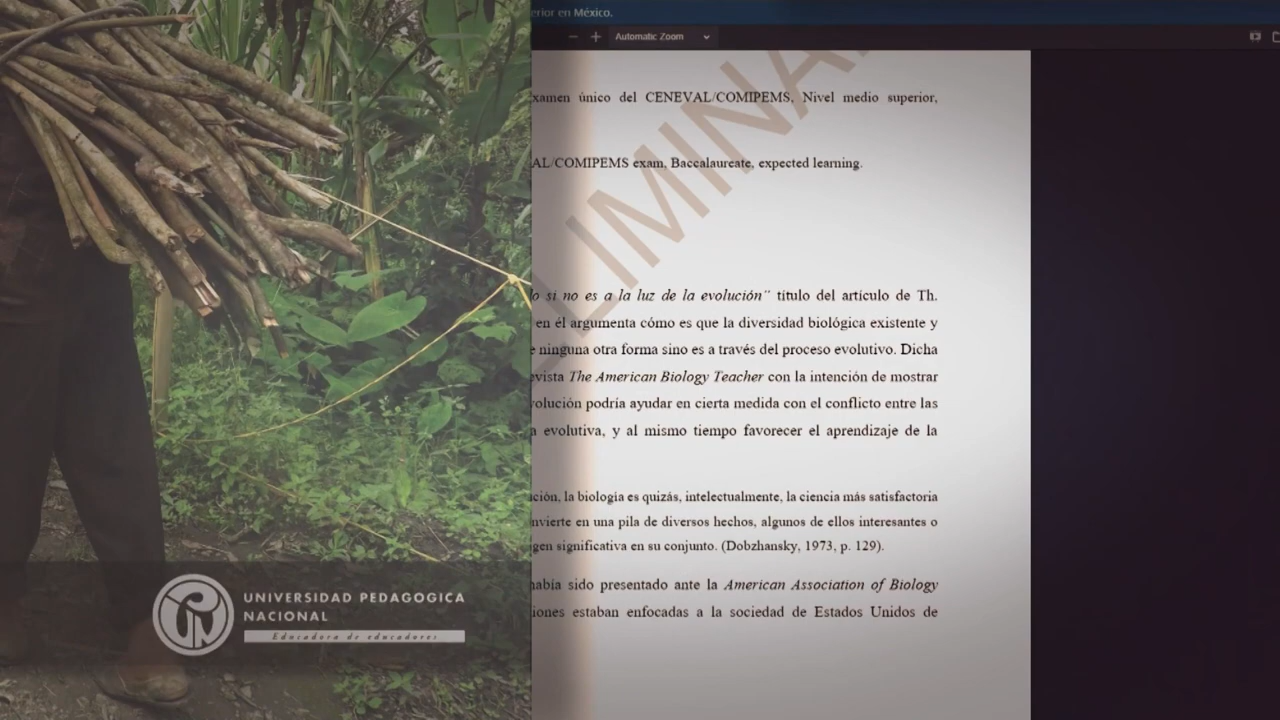 erior en México.
Automatic Zoom
xamen único del CENEVAL/COMIPEMS, Nivel medio superior,
AL/COMIPEMS exam, Baccalaureate, expected learning.
LIMINA
o si no es a la luz de la evolución" título del artículo de Th.
en él argumenta cómo es que la diversidad biológica existente y
e ninguna otra forma sino es a través del proceso evolutivo. Dicha
evista The American Biology Teacher con la intención de mostrar
volución podría ayudar en cierta medida con el conflicto entre las
a evolutiva, y al mismo tiempo favorecer el aprendizaje de la
ción, la biología es quizás, intelectualmente, la ciencia más satisfactoria
nvierte en una pila de diversos hechos, algunos de ellos interesantes o
gen significativa en su conjunto. (Dobzhansky, 1973, p. 129).
había sido presentado ante la American Association of Biology
iones estaban enfocadas a la sociedad de Estados Unidos de
UNIVERSIDAD PEDAGOGICA
NACIONAL
Educadora de educadores